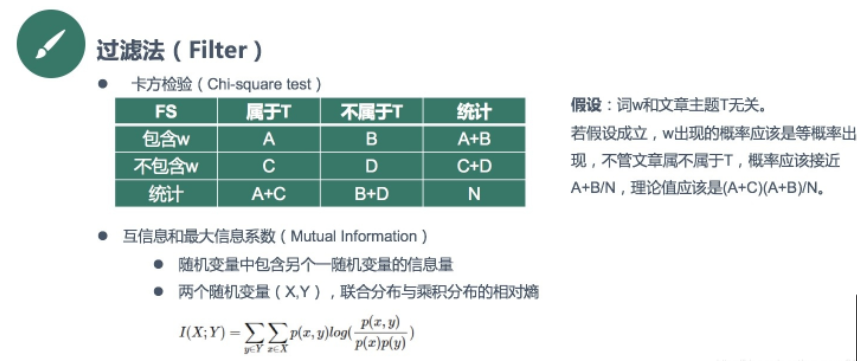 过滤法（Filter）
● 卡方检验（Chi-square test）
FS 属于T 不属于T 统计
包含w A B A+B
不包含w C D C+D
统计 A+C B+D N
假设：词w和文章主题T无关。
若假设成立，w出现的概率应该是等概率出
现，不管文章属不属于T，概率应该接近
A+B/N，理论值应该是(A+C)(A+B)/N。
● 互信息和最大信息系数（Mutual Information）
● 随机变量中包含另个一随机变量的信息量
● 两个随机变量（X,Y），联合分布与乘积分布的相对熵
I(X;Y) = ∑y∈Y ∑x∈X p(x,y)log(p(x,y)/p(x)p(y))